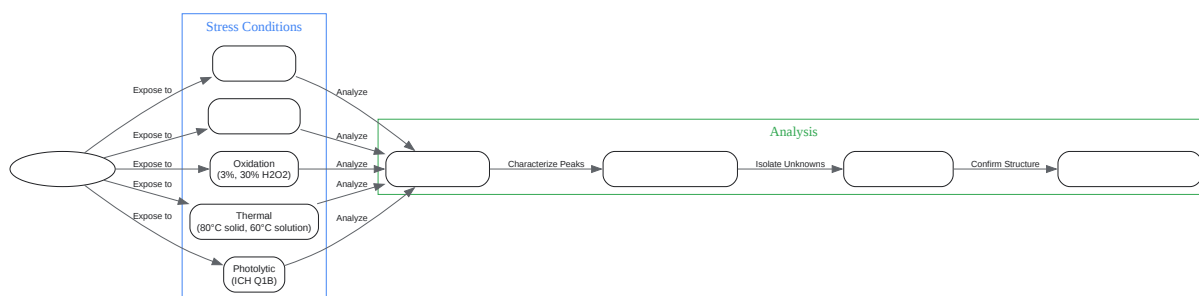 Stress Conditions
Expose to
Analyze
Expose to
Analyze
Analysis
Expose to
Oxidation
(3%, 30% H2O2)
Analyze
Characterize Peaks
Isolate Unknowns
Confirm Structure
Expose to
Thermal
(80°C solid, 60°C solution)
Analyze
Expose to
Photolytic
(ICH Q1B)
Analyze